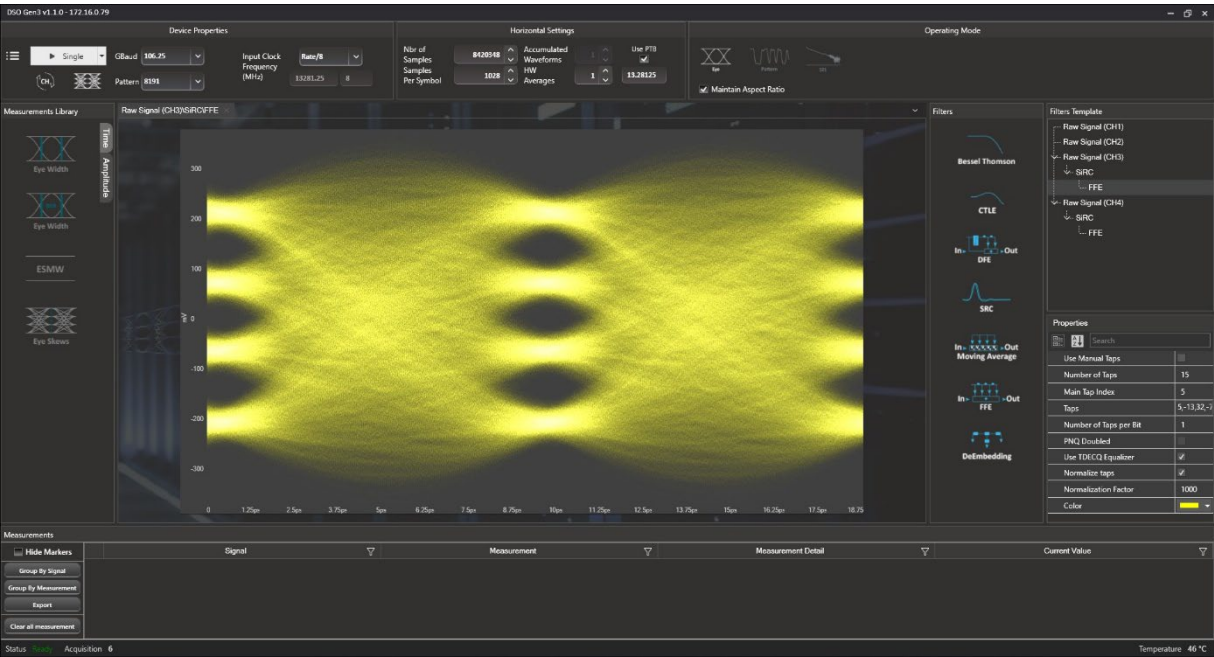 DSO Gen3 v1.1.0 - 172.16.0.79
Device Properties
Horizontal Settings
Operating Mode
Single
GBaud 106.25
Input Clock Frequency (MHz)
Rate/8
13281.25 8
CH
Pattern 8191
Nbr of Samples 8420348
Accumulated Waveforms 1
Use PTB
Samples Per Symbol 1028
HW Averages 1
13.28125
Eye
Pattern
Maintain Aspect Ratio
Measurements Library
Time
Amplitude
Eye Width
Eye Width
ESMW
Eye Skews
Raw Signal (CH3)\SiRC\FFE
300
200
100
mV
0
-100
-200
-300
0 1.25ps 2.5ps 3.75ps 5ps 6.25ps 7.5ps 8.75ps 10ps 11.25ps 12.5ps 13.75ps 15ps 16.25ps 17.5ps 18.75
Filters
Bessel Thomson
CTLE
In Out
DFE
SRC
In Out
Moving Average
In Out
FFE
DeEmbedding
Filters Template
Raw Signal (CH1)
Raw Signal (CH2)
Raw Signal (CH3)
SiRC
FFE
Raw Signal (CH4)
SiRC
FFE
Properties
Search
Use Manual Taps
Number of Taps 15
Main Tap Index 5
Taps 5,-13,32,-
Number of Taps per Bit 1
PNQ Doubled
Use TDECQ Equalizer
Normalize taps
Normalization Factor 1000
Color
Measurements
Hide Markers
Signal
Measurement
Measurement Detail
Current Value
Group By Signal
Group By Measurement
Export
Clear all measurement
Status Ready Acquisition 6
Temperature 46 °C